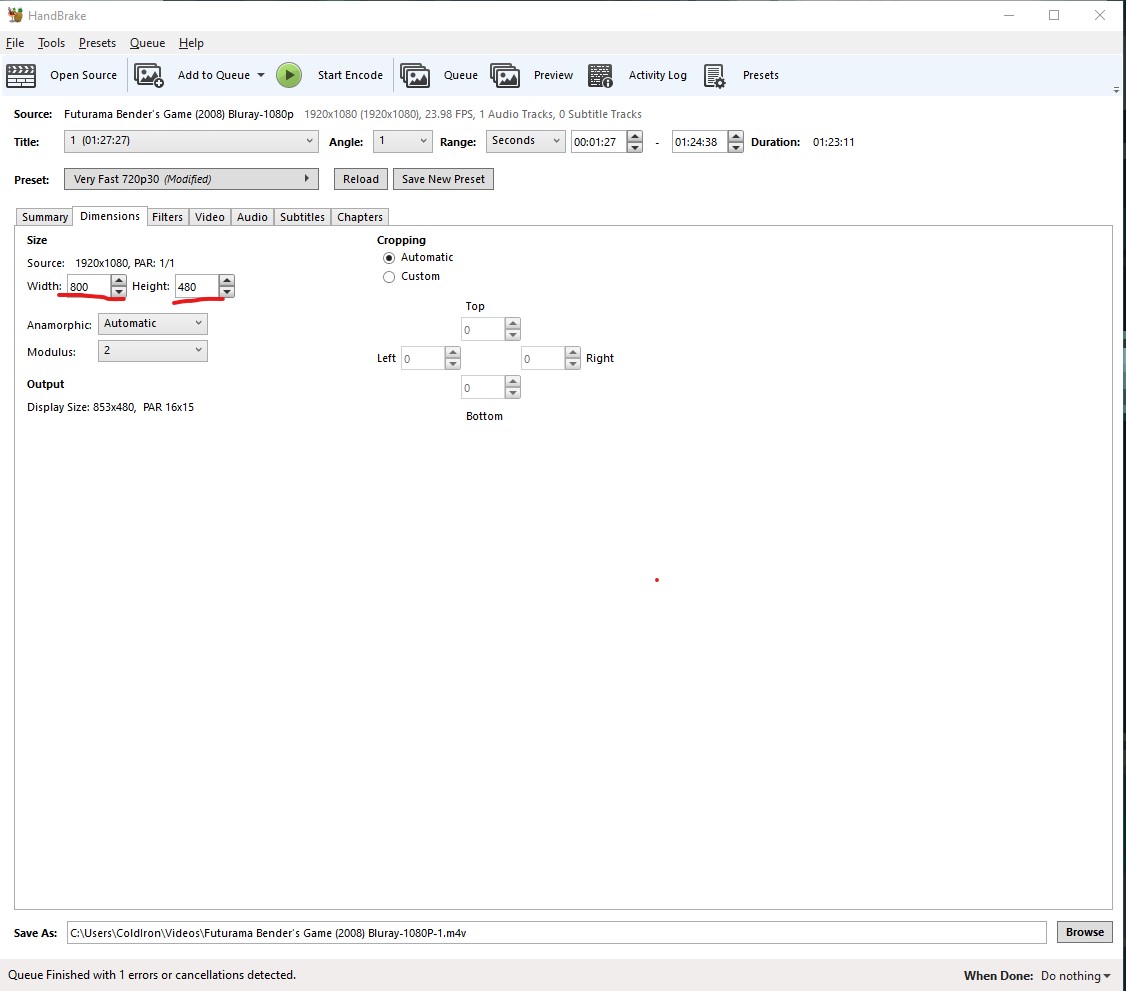 HandBrake
File Tools Presets Queue Help
Open Source Add to Queue Start Encode Queue Preview Activity Log Presets
Source: Futurama Bender's Game (2008) Bluray-1080p 1920x1080 (1920x1080), 23.98 FPS, 1 Audio Tracks, 0 Subtitle Tracks
Title: 1 (01:27:27) Angle: 1 Range: Seconds 00:01:27 - 01:24:38 Duration: 01:23:11
Preset: Very Fast 720p30 (Modified) Reload Save New Preset
Summary Dimensions Filters Video Audio Subtitles Chapters
Size Cropping
Source: 1920x1080, PAR: 1/1 Automatic
Width: 800 Height: 480 Custom
Top
Anamorphic: Automatic 0
Modulus: 2 Left 0 0 Right
Output 0
Display Size: 853x480, PAR 16x15
Bottom
Save As: C:\Users\ColdIron\Videos\Futurama Bender's Game (2008) Bluray-1080P-1.m4v Browse
Queue Finished with 1 errors or cancellations detected. When Done: Do nothing